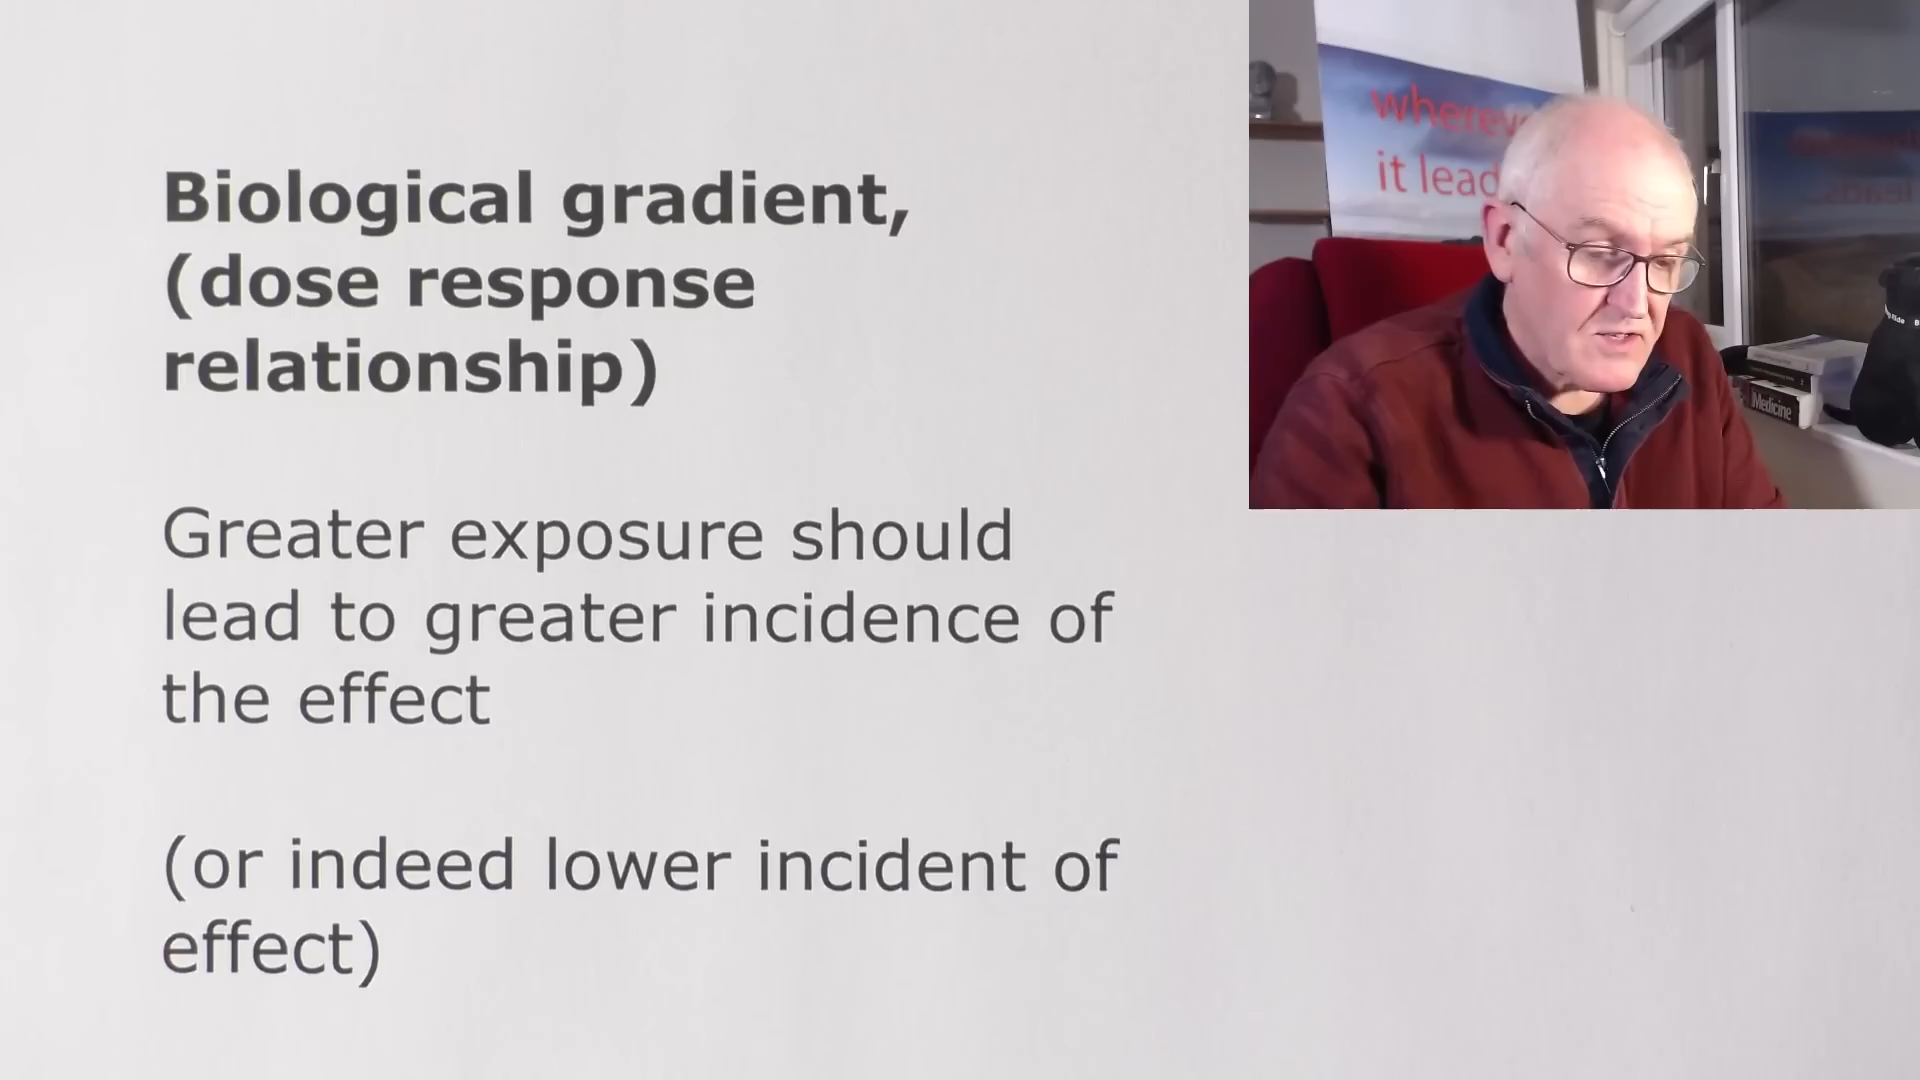 Biological gradient,
(dose response
relationship)
Greater exposure should
lead to greater incidence of
the effect
(or indeed lower incident of
effect)
it lead
Medicine